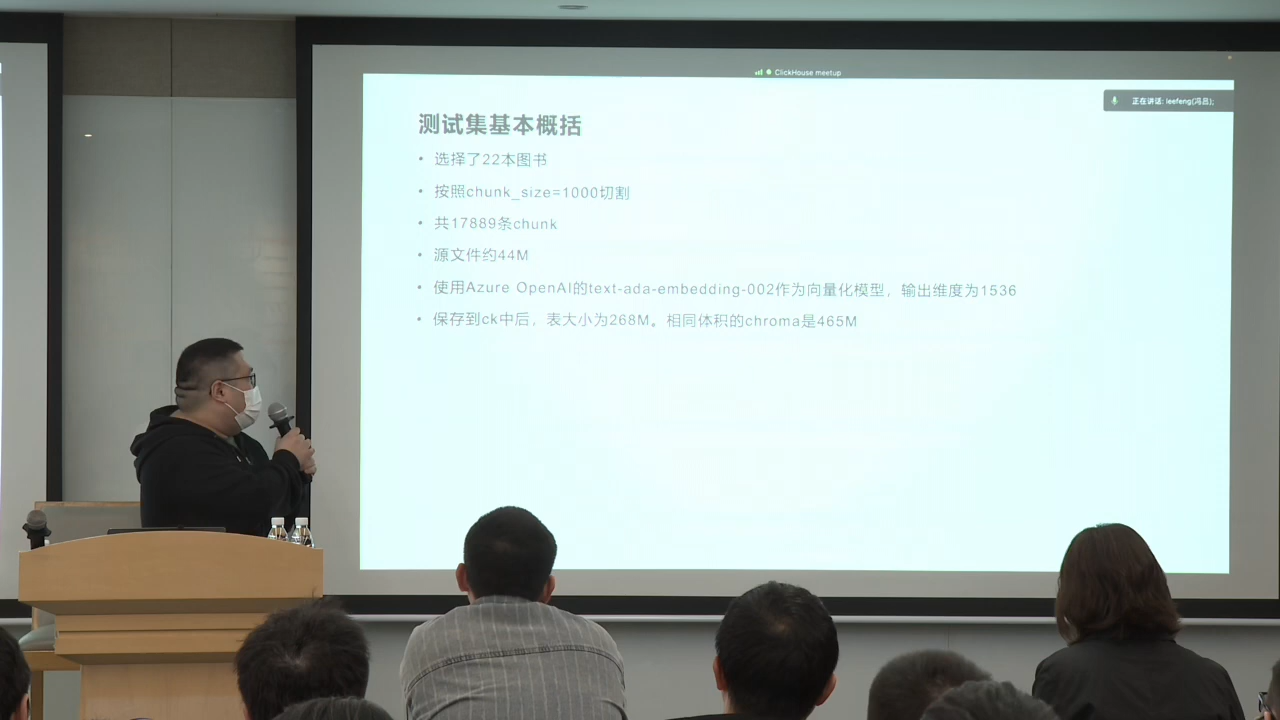 ClickHouse meetup
正在讲话: leefeng(冯吕);
测试集基本概括
• 选择了22本图书
• 按照chunk_size=1000切割
• 共17889条chunk
• 源文件约44M
• 使用Azure OpenAI的text-ada-embedding-002作为向量化模型，输出维度为1536
• 保存到ck中后，表大小为268M。相同体积的chroma是465M